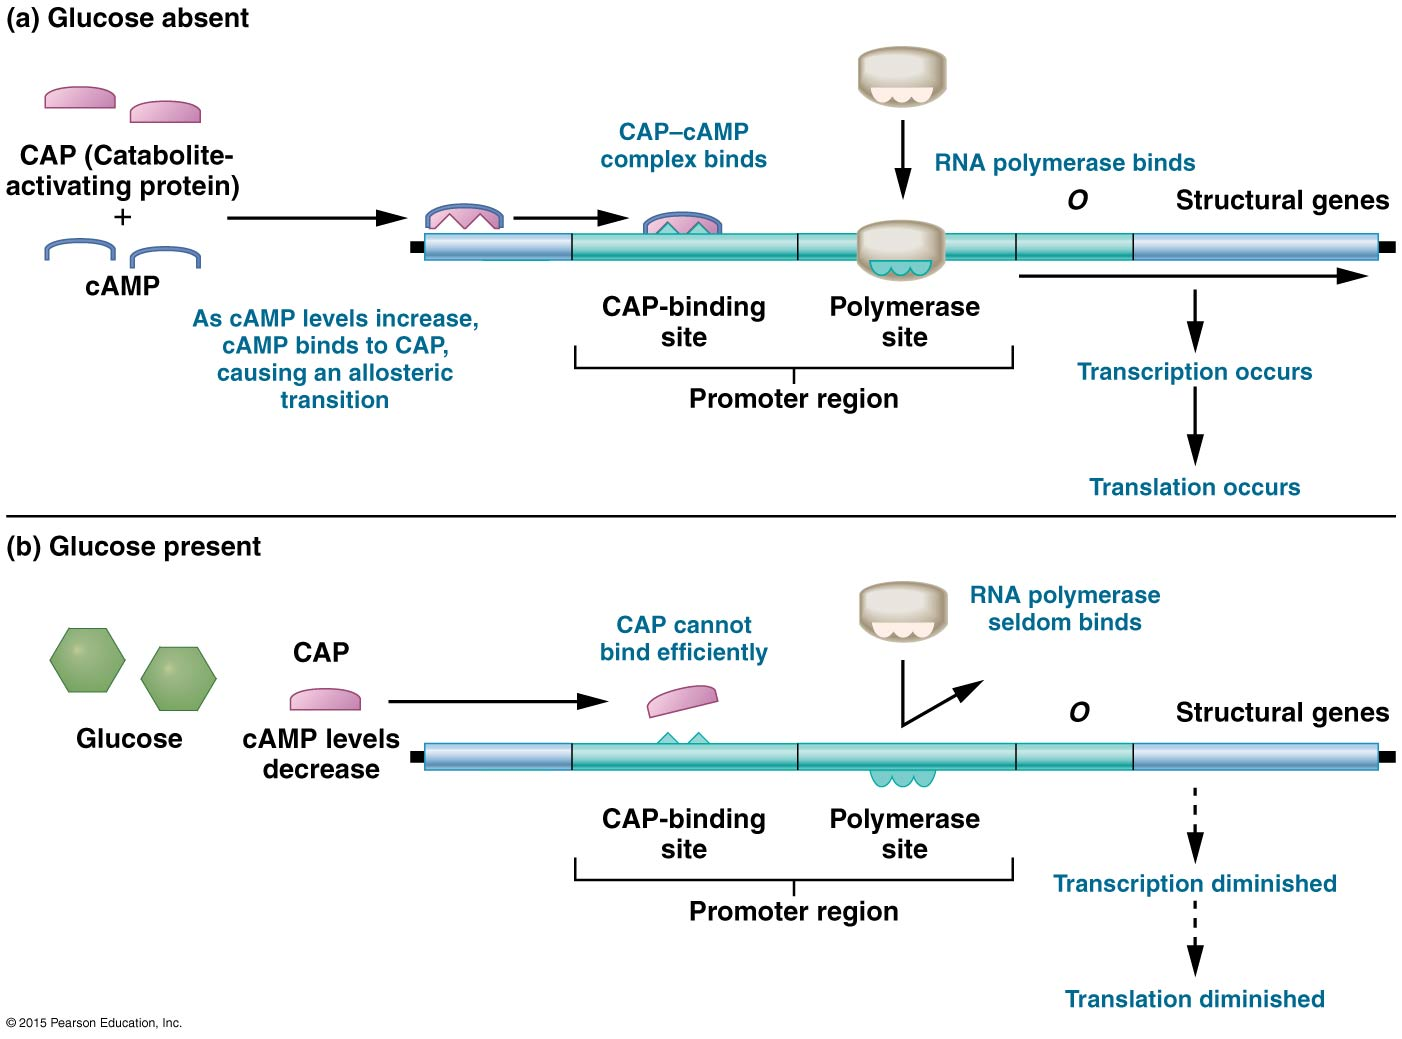 (a) Glucose absent
CAP (Catabolite-
activating protein)
+
cAMP
As cAMP levels increase,
cAMP binds to CAP,
causing an allosteric
transition
CAP–cAMP
complex binds
RNA polymerase binds
O
Structural genes
CAP-binding
site
Polymerase
site
Promoter region
Transcription occurs
Translation occurs
(b) Glucose present
Glucose
CAP
cAMP levels
decrease
CAP cannot
bind efficiently
RNA polymerase
seldom binds
O
Structural genes
CAP-binding
site
Polymerase
site
Promoter region
Transcription diminished
Translation diminished
© 2015 Pearson Education, Inc.